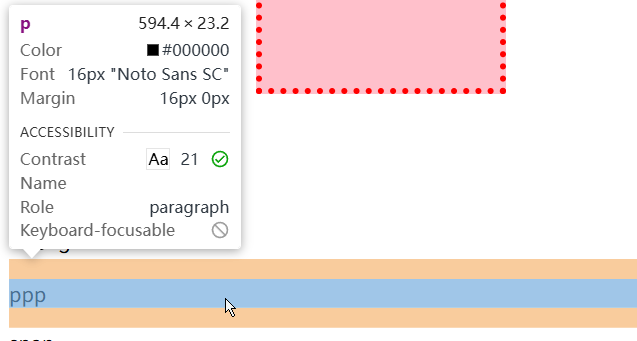 p 594.4 × 23.2
Color #000000
Font 16px "Noto Sans SC"
Margin 16px 0px
ACCESSIBILITY
Contrast Aa 21
Name
Role paragraph
Keyboard-focusable
ppp